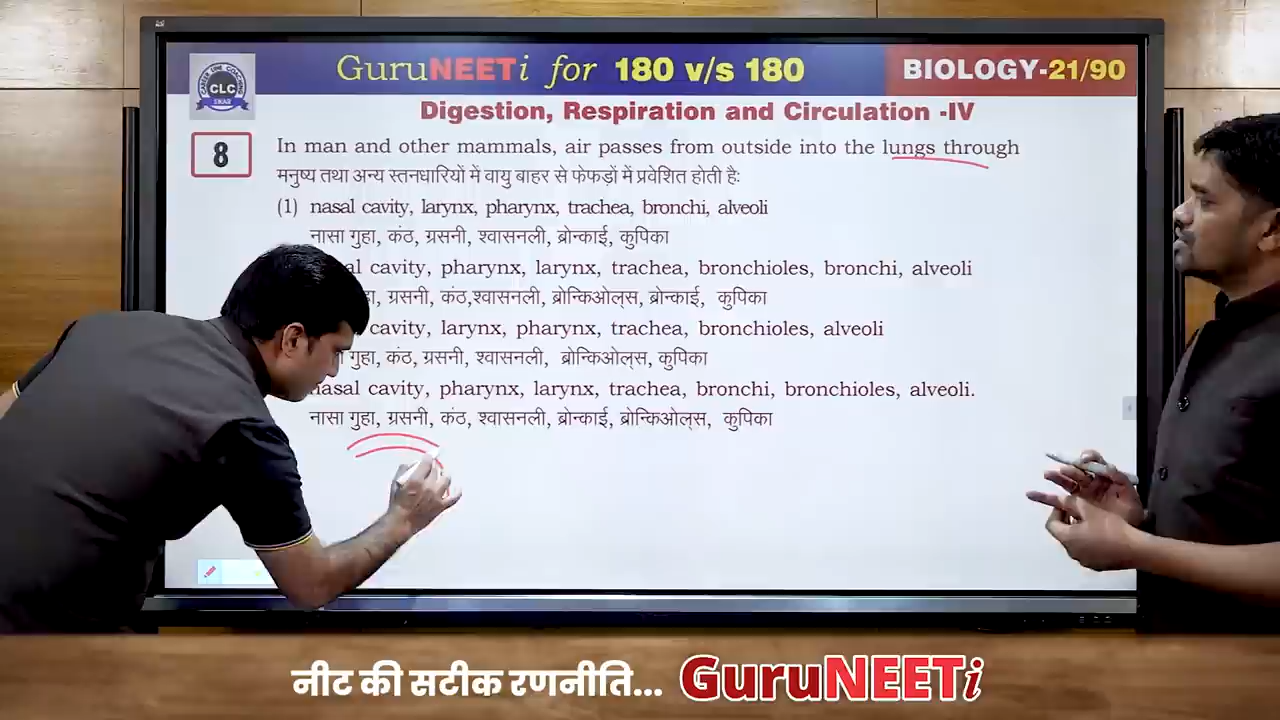 GuruNEETi for 180 v/s 180
BIOLOGY-21/90
CLC
SIKAR
Digestion, Respiration and Circulation -IV
8
In man and other mammals, air passes from outside into the lungs through
मनुष्य तथा अन्य स्तनधारियों में वायु बाहर से फेफड़ों में प्रवेशित होती हैः
(1) nasal cavity, larynx, pharynx, trachea, bronchi, alveoli
नासा गुहा, कंठ, ग्रसनी, श्वासनली, ब्रोन्काई, कुपिका
cavity, pharynx, larynx, trachea, bronchioles, bronchi, alveoli
ग्रसनी, कंठ,श्वासनली, ब्रोन्किओल्स, ब्रोन्काई, कुपिका
cavity, larynx, pharynx, trachea, bronchioles, alveoli
गुहा, कंठ, ग्रसनी, श्वासनली, ब्रोन्किओल्स, कुपिका
nasal cavity, pharynx, larynx, trachea, bronchi, bronchioles, alveoli.
नासा गुहा, ग्रसनी, कंठ, श्वासनली, ब्रोन्काई, ब्रोन्किओल्स, कुपिका
नीट की सटीक रणनीति... GuruNEETi